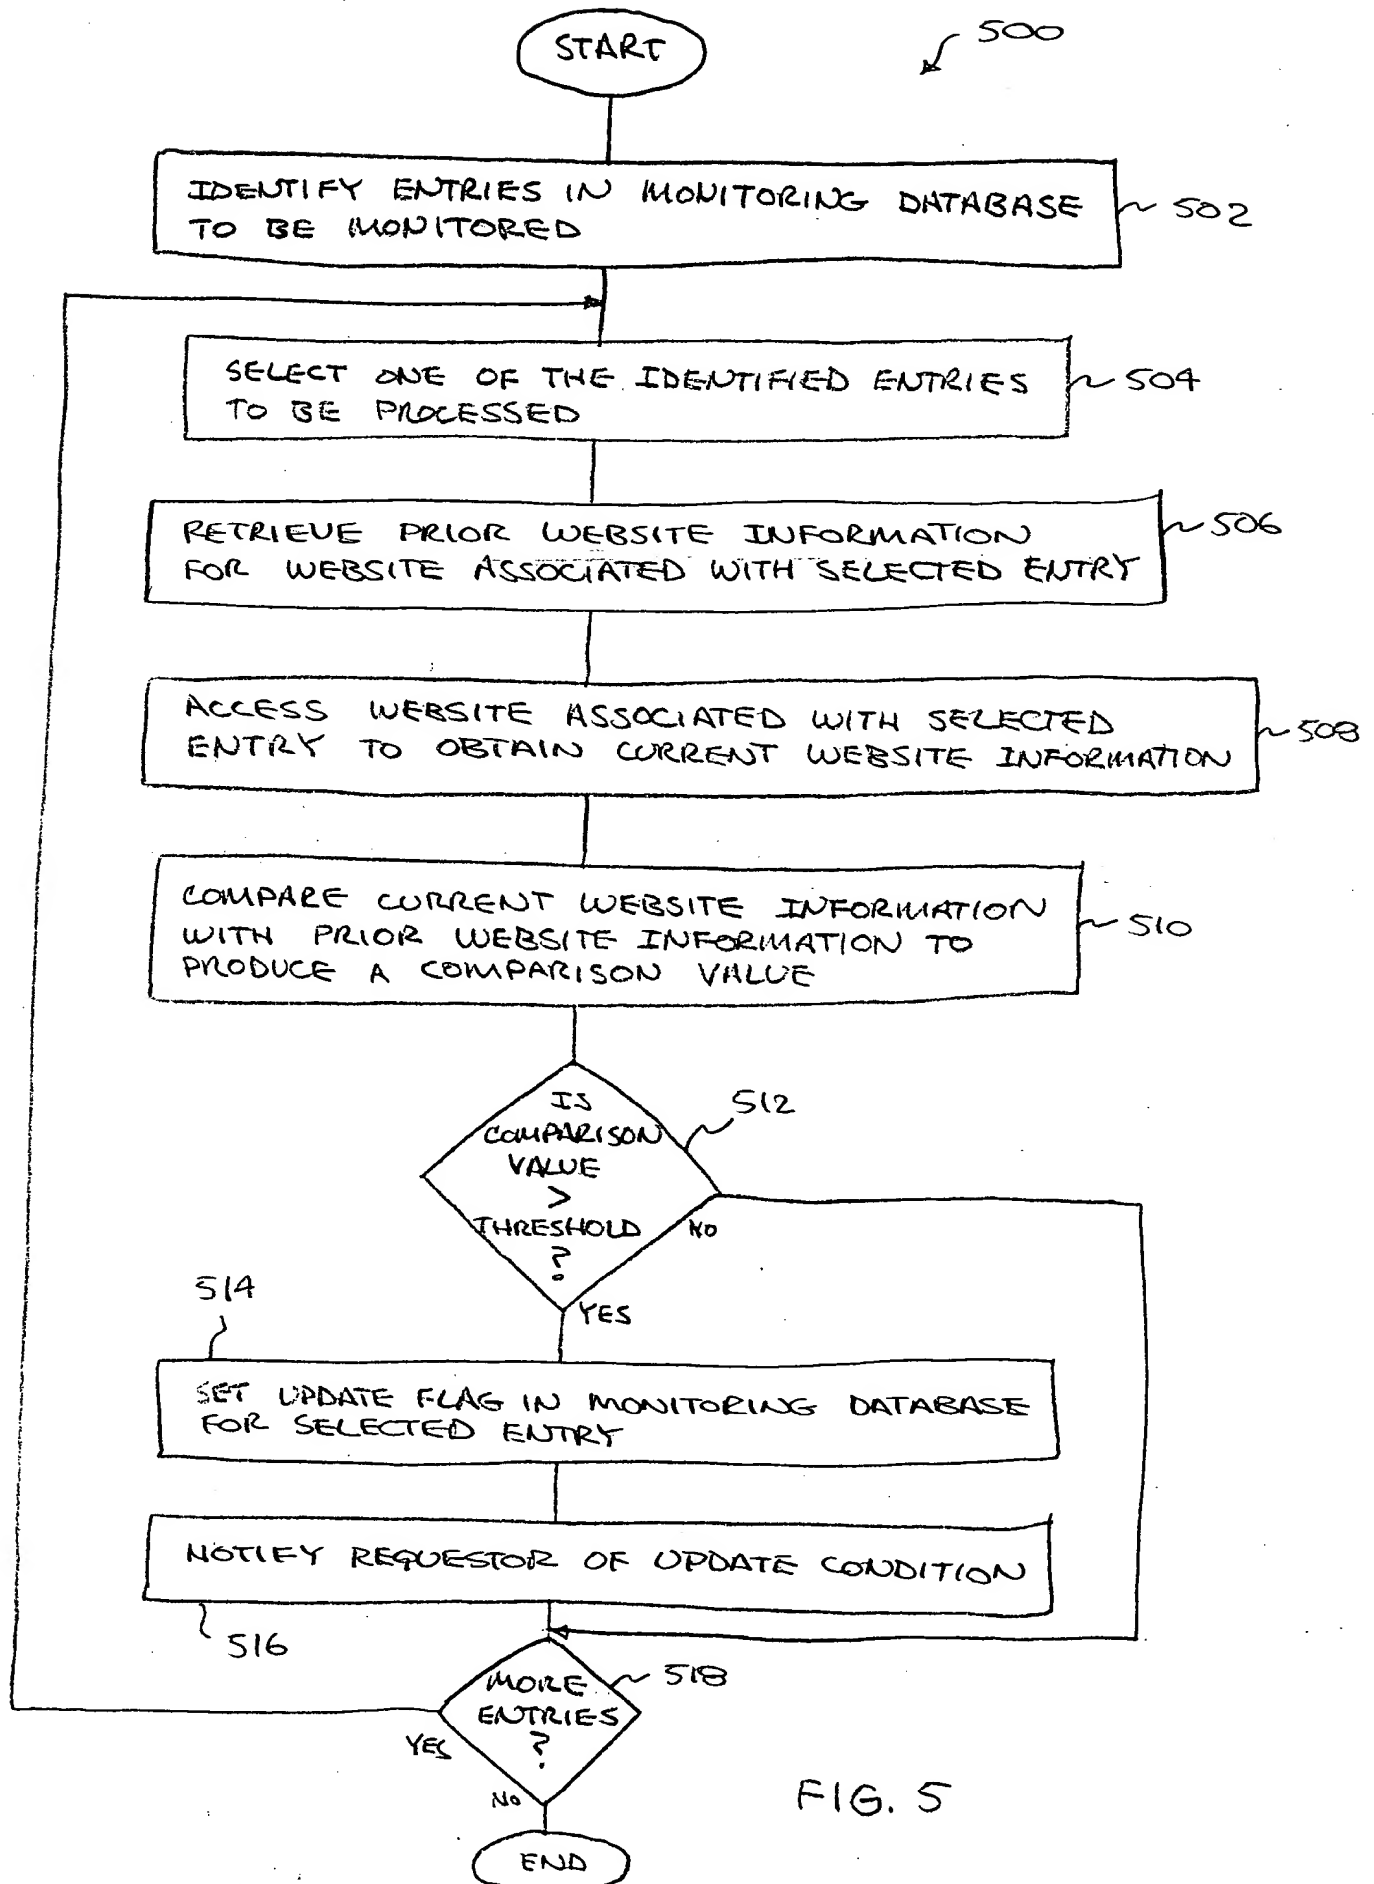 START
500
IDENTIFY ENTRIES IN MONITORING DATABASE
TO BE MONITORED
502
SELECT ONE OF THE IDENTIFIED ENTRIES
TO BE PROCESSED
504
RETRIEVE PRIOR WEBSITE INFORMATION
FOR WEBSITE ASSOCIATED WITH SELECTED ENTRY
506
ACCESS WEBSITE ASSOCIATED WITH SELECTED
ENTRY TO OBTAIN CURRENT WEBSITE INFORMATION
508
COMPARE CURRENT WEBSITE INFORMATION
WITH PRIOR WEBSITE INFORMATION TO
PRODUCE A COMPARISON VALUE
510
IS
COMPARISON
VALUE
>
THRESHOLD
?
512
NO
YES
514
SET UPDATE FLAG IN MONITORING DATABASE
FOR SELECTED ENTRY
NOTIFY REQUESTOR OF UPDATE CONDITION
516
MORE
ENTRIES
?
518
YES
NO
END
FIG. 5